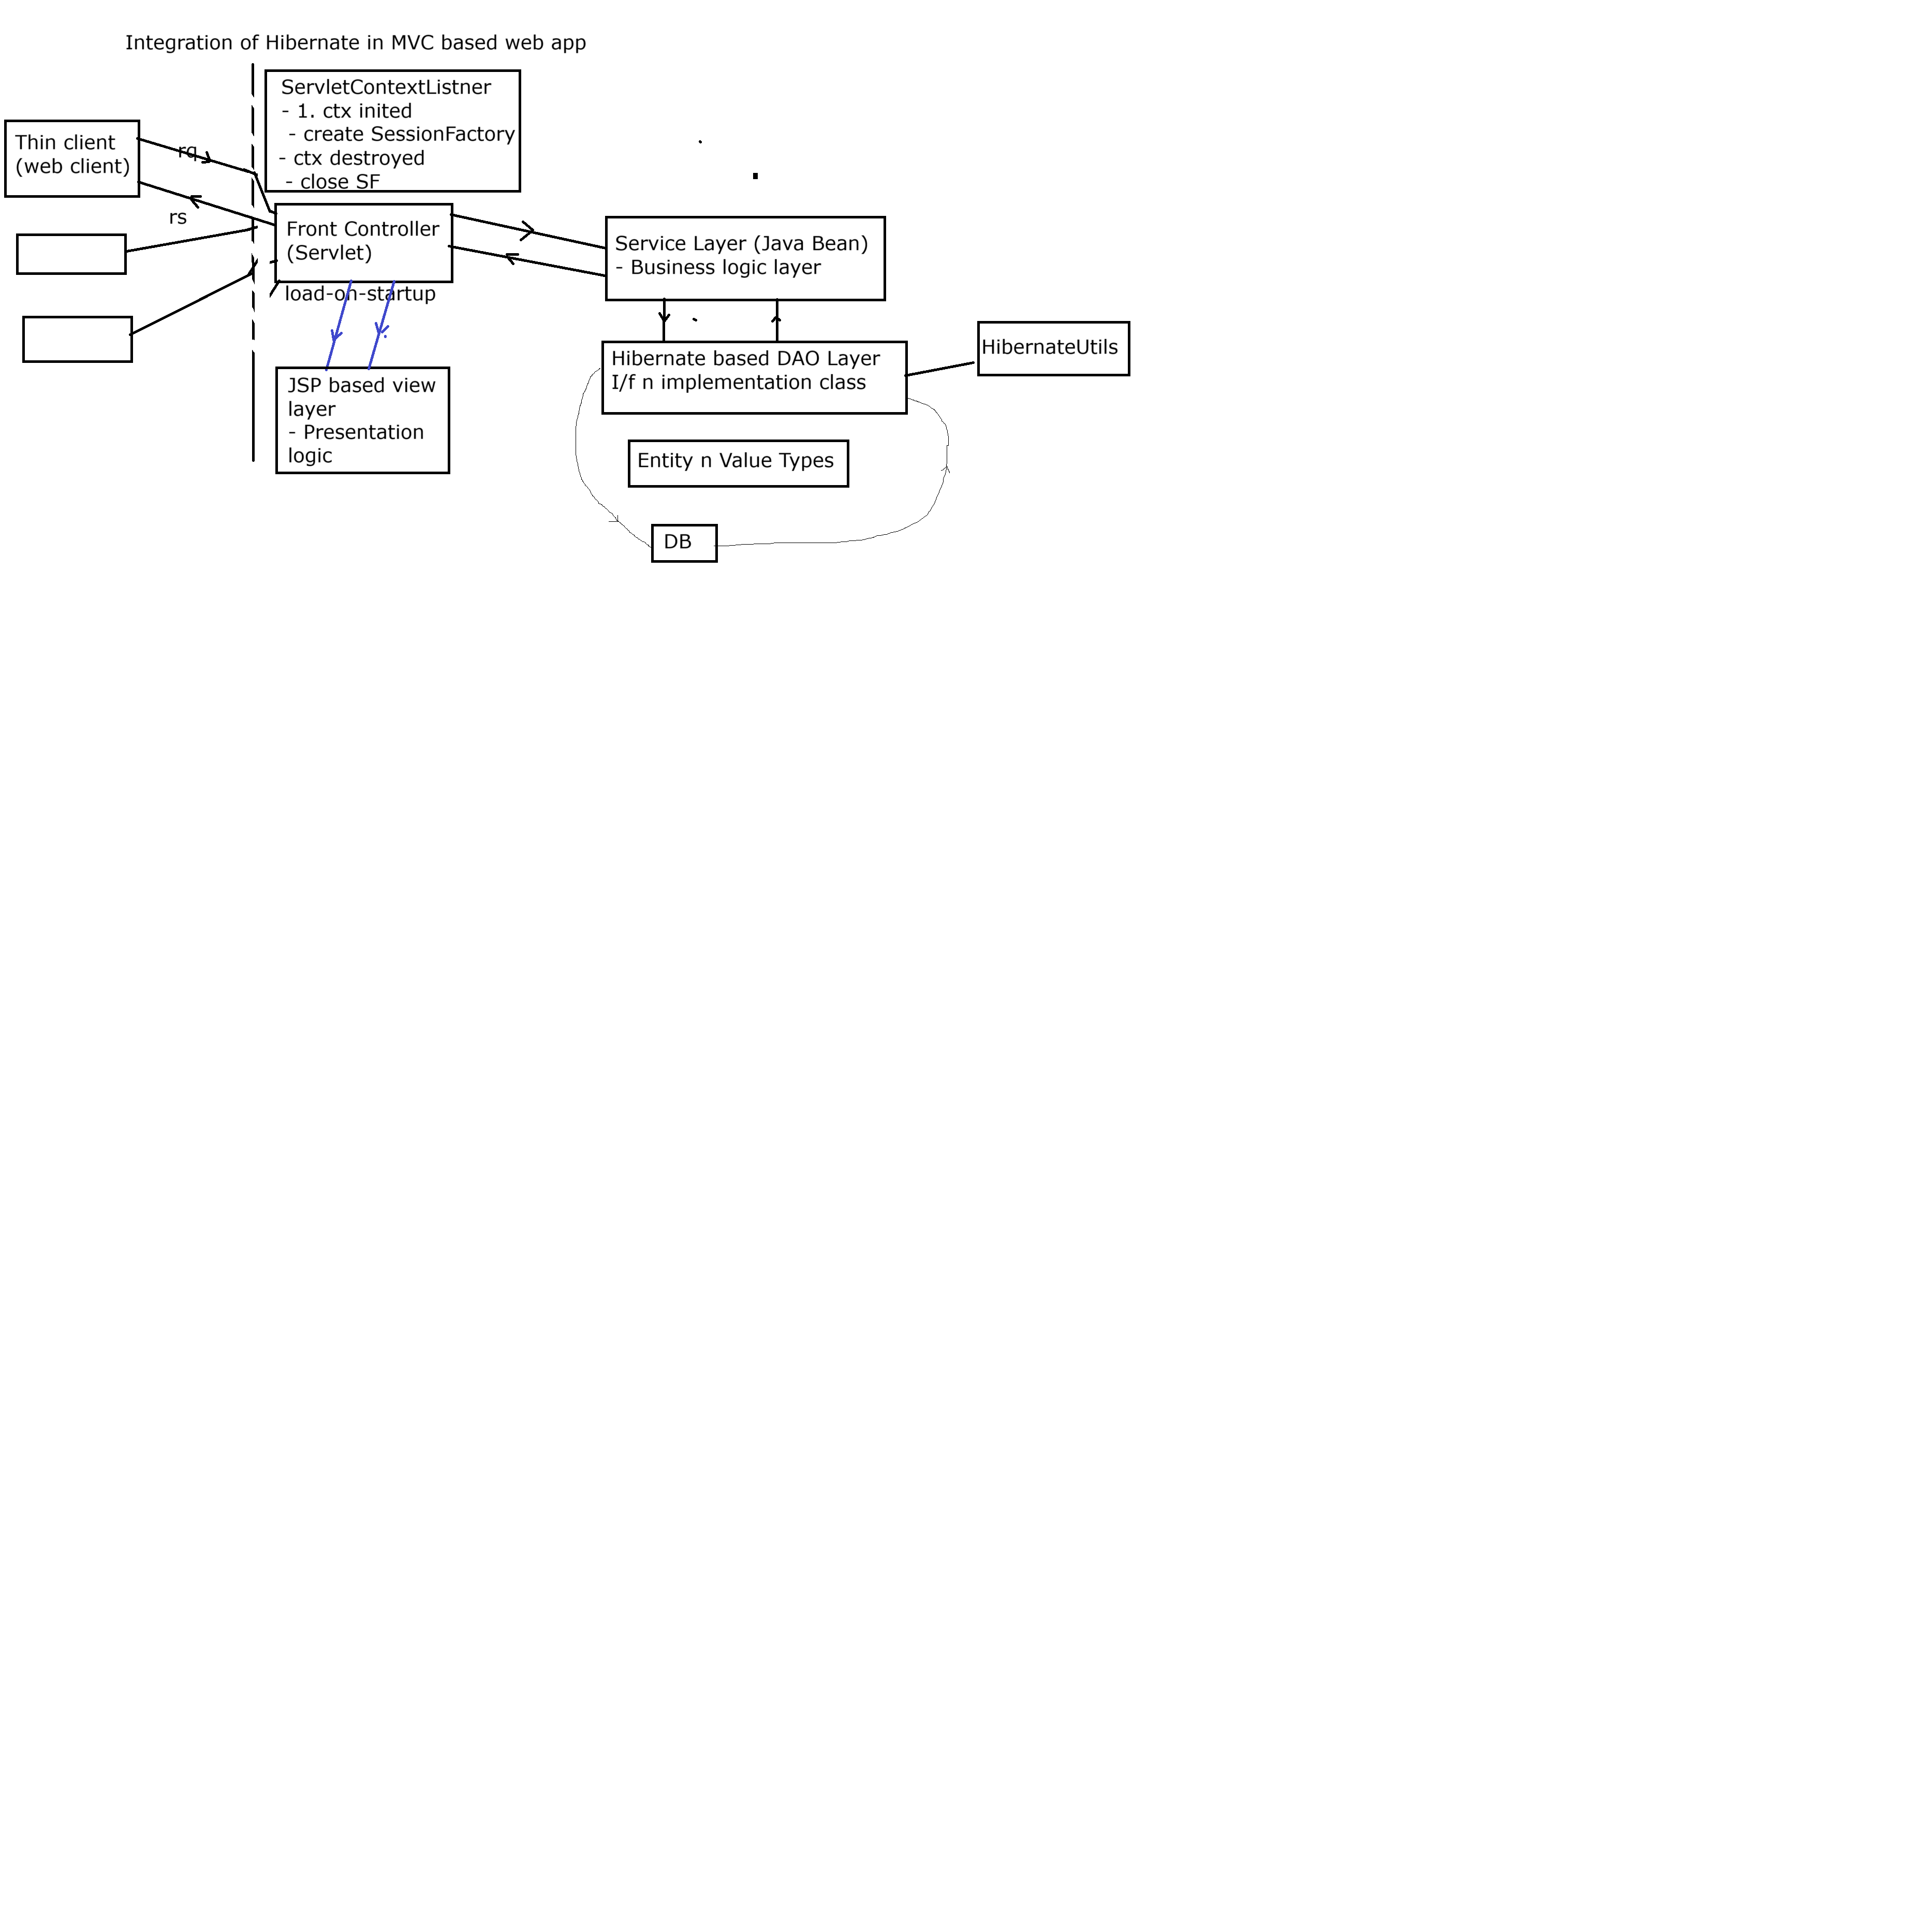 Integration of Hibernate in MVC based web app
ServletContextListner
- 1. ctx inited
- create SessionFactory
- ctx destroyed
- close SF
Thin client
(web client)
rq
rs
Front Controller
(Servlet)
load-on-startup
Service Layer (Java Bean)
- Business logic layer
HibernateUtils
Hibernate based DAO Layer
I/f n implementation class
JSP based view
layer
- Presentation
logic
Entity n Value Types
DB